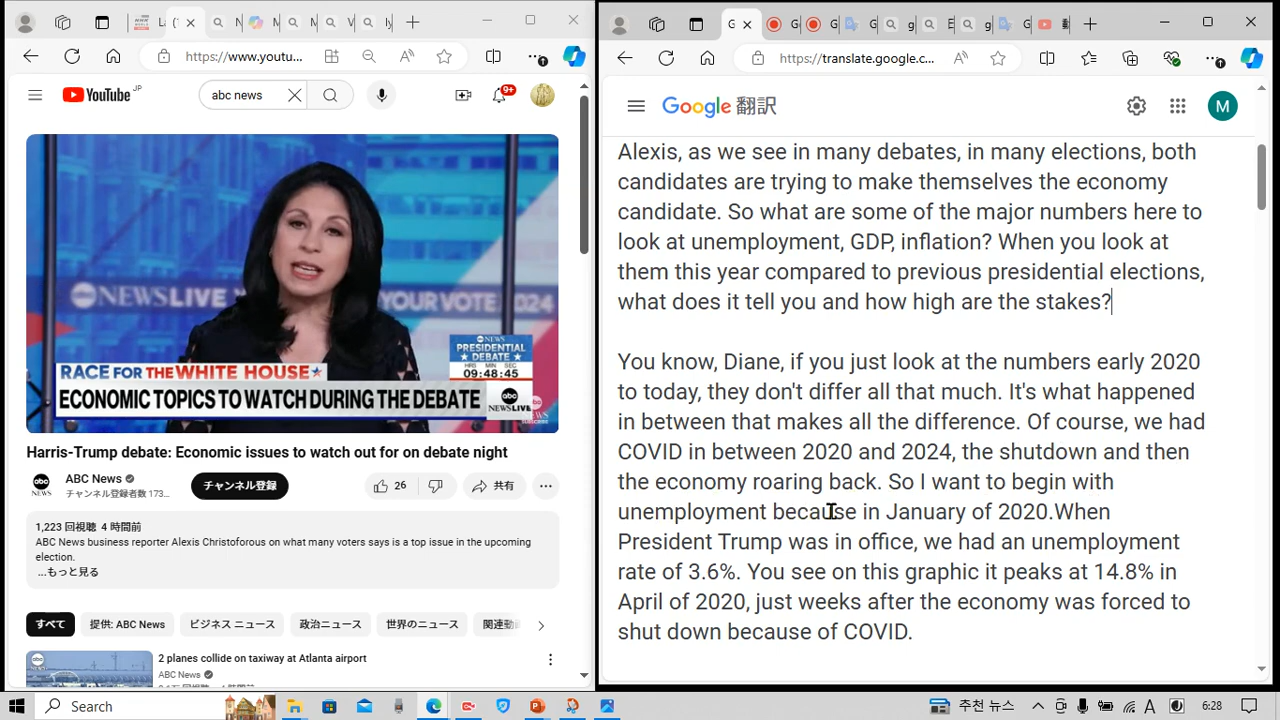 https://www.youtu...
YouTube JP
abc news
9+
NEWS LIVE
YOUR VOTE 2024
NEWS
PRESIDENTIAL
DEBATE
HRS MIN SEC
09:48:45
RACE FOR THE WHITE HOUSE
ECONOMIC TOPICS TO WATCH DURING THE DEBATE
abc
NEWS LIVE
Harris-Trump debate: Economic issues to watch out for on debate night
ABC News
チャンネル登録者数 173...
チャンネル登録
26
共有
1,223 回視聴 4 時間前
ABC News business reporter Alexis Christoforous on what many voters says is a top issue in the upcoming
election.
...もっと見る
すべて
提供: ABC News
ビジネス ニュース
政治ニュース
世界のニュース
関連動
2 planes collide on taxiway at Atlanta airport
ABC News
https://translate.google.c...
Google 翻訳
M
Alexis, as we see in many debates, in many elections, both
candidates are trying to make themselves the economy
candidate. So what are some of the major numbers here to
look at unemployment, GDP, inflation? When you look at
them this year compared to previous presidential elections,
what does it tell you and how high are the stakes?
You know, Diane, if you just look at the numbers early 2020
to today, they don't differ all that much. It's what happened
in between that makes all the difference. Of course, we had
COVID in between 2020 and 2024, the shutdown and then
the economy roaring back. So I want to begin with
unemployment because in January of 2020.When
President Trump was in office, we had an unemployment
rate of 3.6%. You see on this graphic it peaks at 14.8% in
April of 2020, just weeks after the economy was forced to
shut down because of COVID.
Search
추천 뉴스
A
6:28